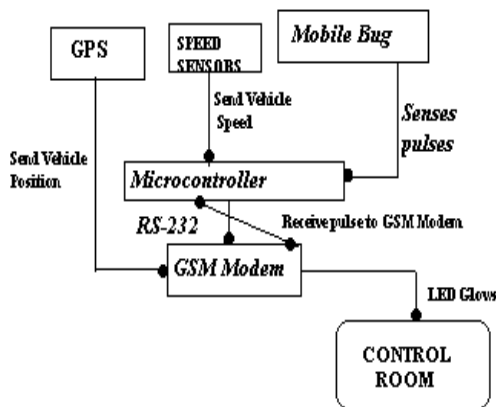 GPS
SPEED
SENSORS
Mobile Bug
Send Vehicle
Speed
Senses
pulses
Send Vehicle
Position
Microcontroller
RS-232
Receive pulse to GSM Modem
GSM Modem
LED Glows
CONTROL
ROOM